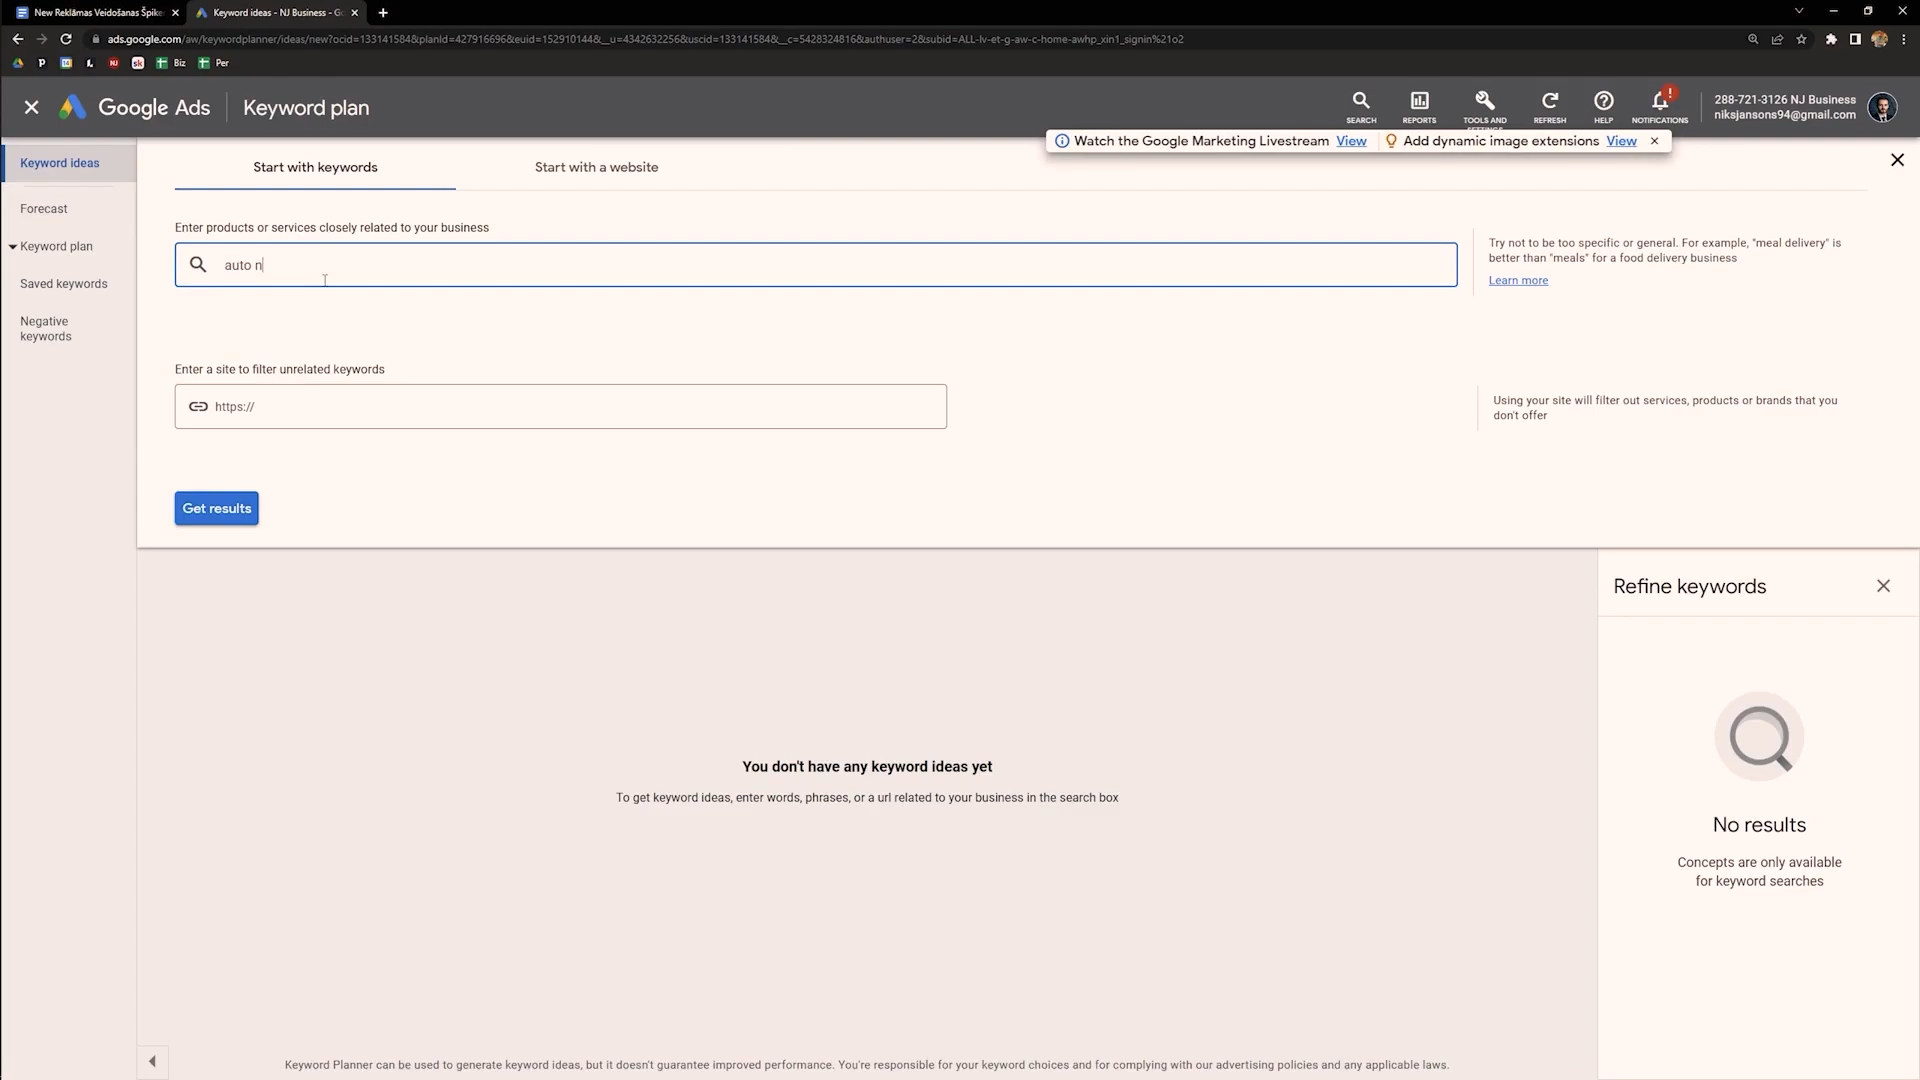 New Reklāmas Veidošanas Špike
Keyword ideas - NJ Business - G
ads.google.com/aw/keywordplanner/ideas/new?ocid=133141584&planId=427916696&euid=152910144&__u=4342632256&uscid=133141584&__c=5428324816&authuser=2&subid=ALL-lv-et-g-aw-c-home-awhp_xin1_signin%21o2
Biz
Per
Google Ads
Keyword plan
SEARCH
REPORTS
TOOLS AND
REFRESH
HELP
NOTIFICATIONS
288-721-3126 NJ Business
niksjansons94@gmail.com
Watch the Google Marketing Livestream View
Add dynamic image extensions View
Keyword ideas
Forecast
Keyword plan
Saved keywords
Negative
keywords
Start with keywords
Start with a website
Enter products or services closely related to your business
auto n
Try not to be too specific or general. For example, "meal delivery" is
better than "meals" for a food delivery business
Learn more
Enter a site to filter unrelated keywords
https://
Using your site will filter out services, products or brands that you
don't offer
Get results
Refine keywords
You don't have any keyword ideas yet
To get keyword ideas, enter words, phrases, or a url related to your business in the search box
No results
Concepts are only available
for keyword searches
Keyword Planner can be used to generate keyword ideas, but it doesn't guarantee improved performance. You're responsible for your keyword choices and for complying with our advertising policies and any applicable laws.